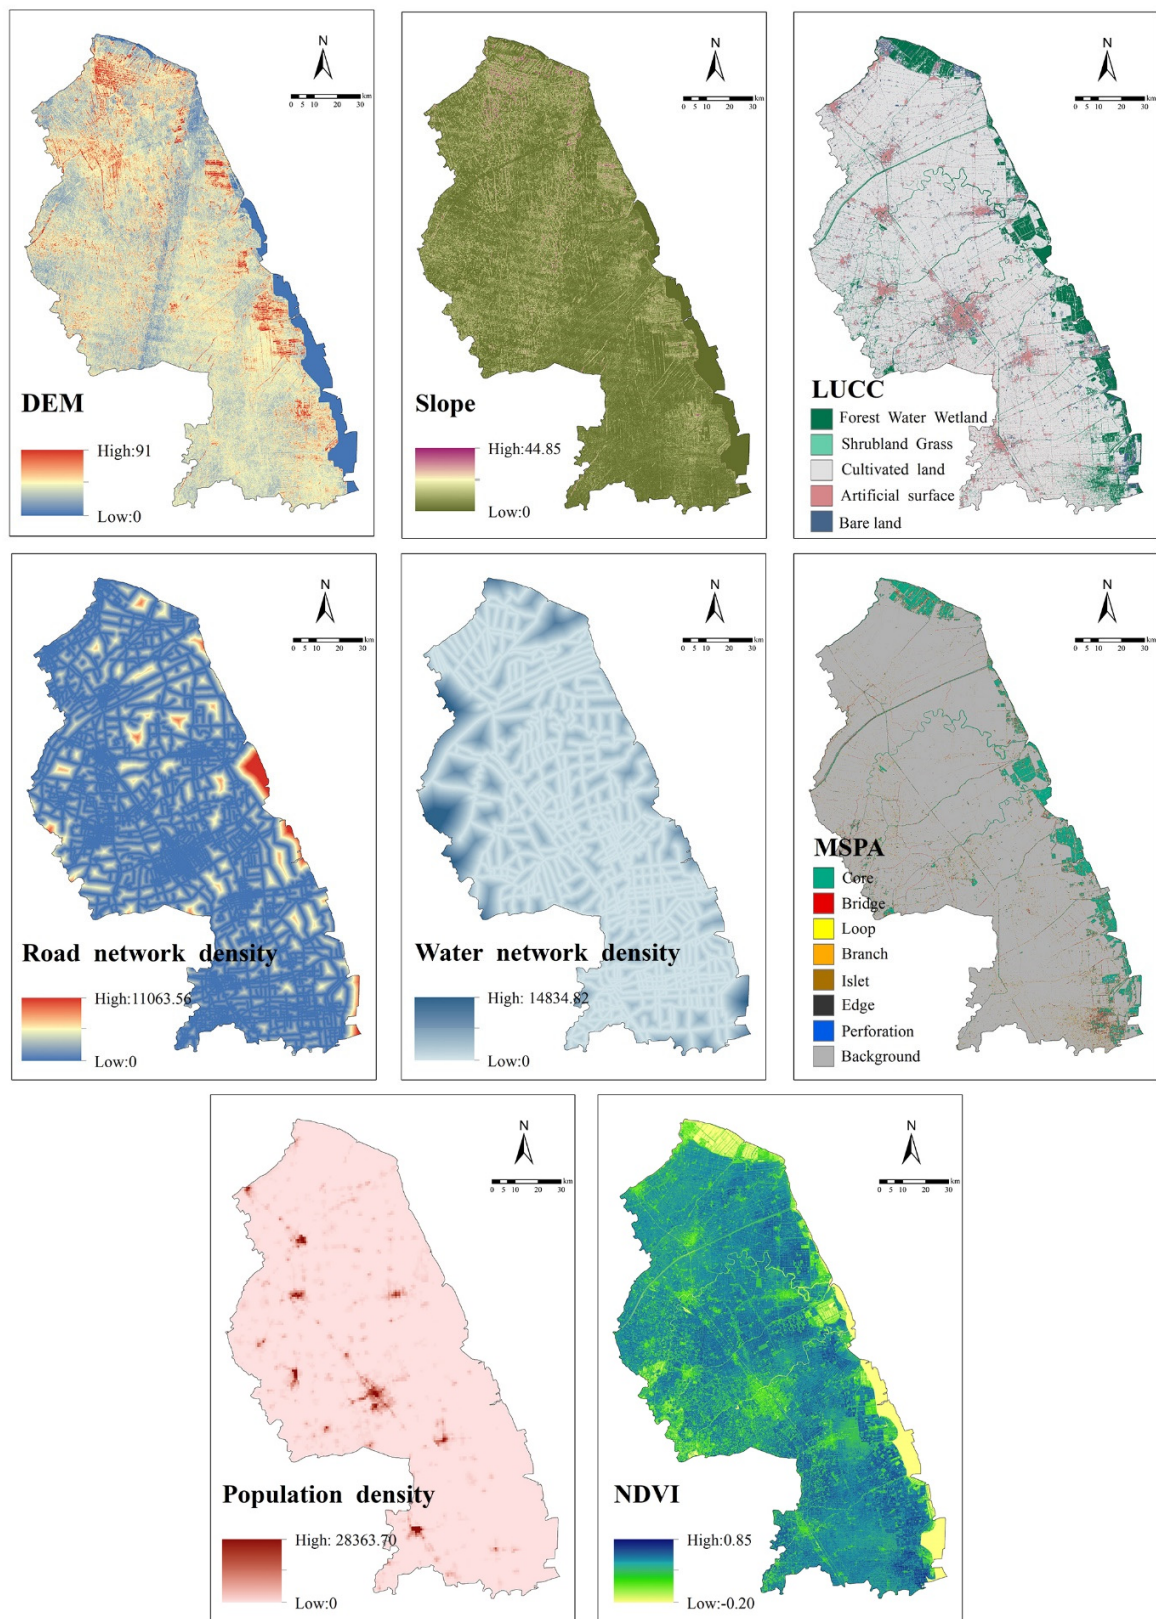 N
0 5 10 20 30 km
DEM
High:91
Low:0
N
0 5 10 20 30 km
Slope
High:44.85
Low:0
N
0 5 10 20 30 km
LUCC
Forest Water Wetland
Shrubland Grass
Cultivated land
Artificial surface
Bare land
N
0 5 10 20 30 km
Road network density
High:11063.56
Low:0
N
0 5 10 20 30 km
Water network density
High: 14834.82
Low:0
N
0 5 10 20 30 km
MSPA
Core
Bridge
Loop
Branch
Islet
Edge
Perforation
Background
N
0 5 10 20 30 km
Population density
High: 28363.70
Low:0
N
0 5 10 20 30 km
NDVI
High:0.85
Low:-0.20